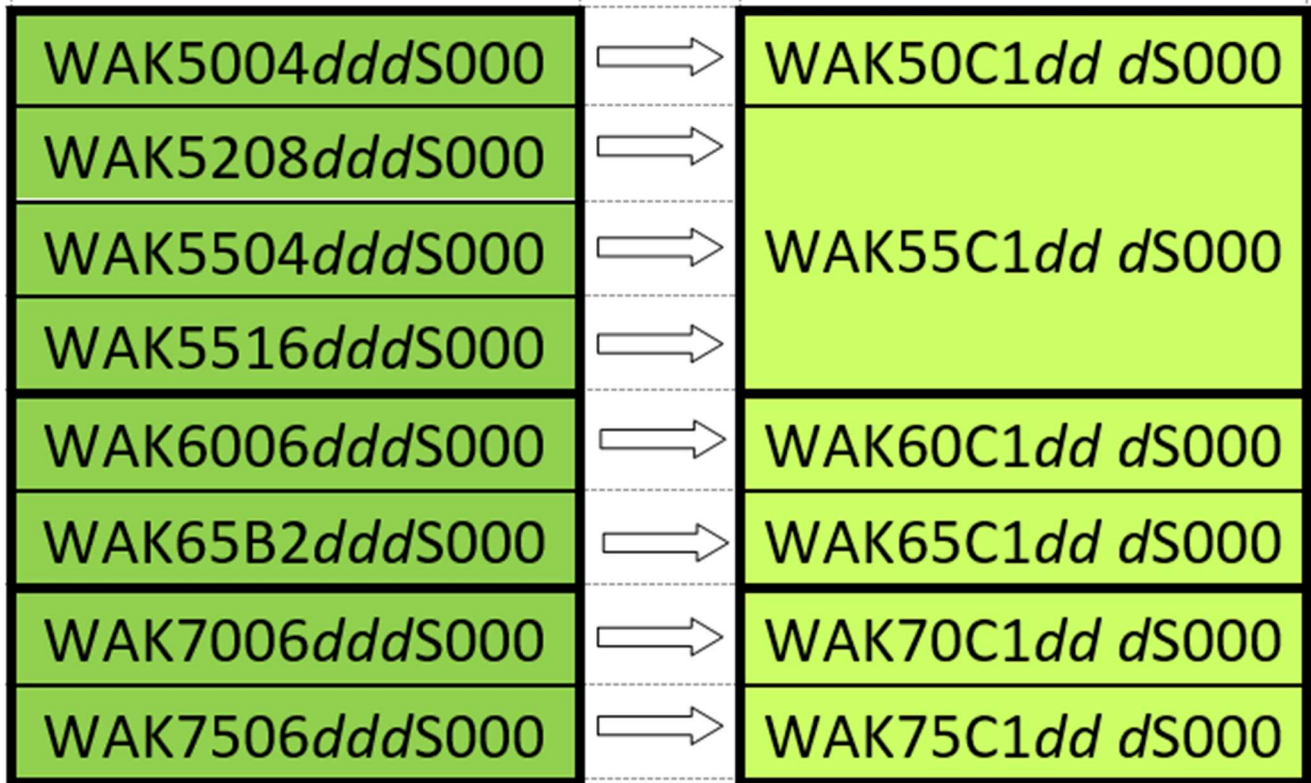 WAK5004dddS000 WAK50C1dd dS000
WAK5208dddS000
WAK5504dddS000 WAK55C1dd dS000
WAK5516dddS000
WAK6006dddS000 WAK60C1dd dS000
WAK65B2dddS000 WAK65C1dd dS000
WAK7006dddS000 WAK70C1dd dS000
WAK7506dddS000 WAK75C1dd dS000